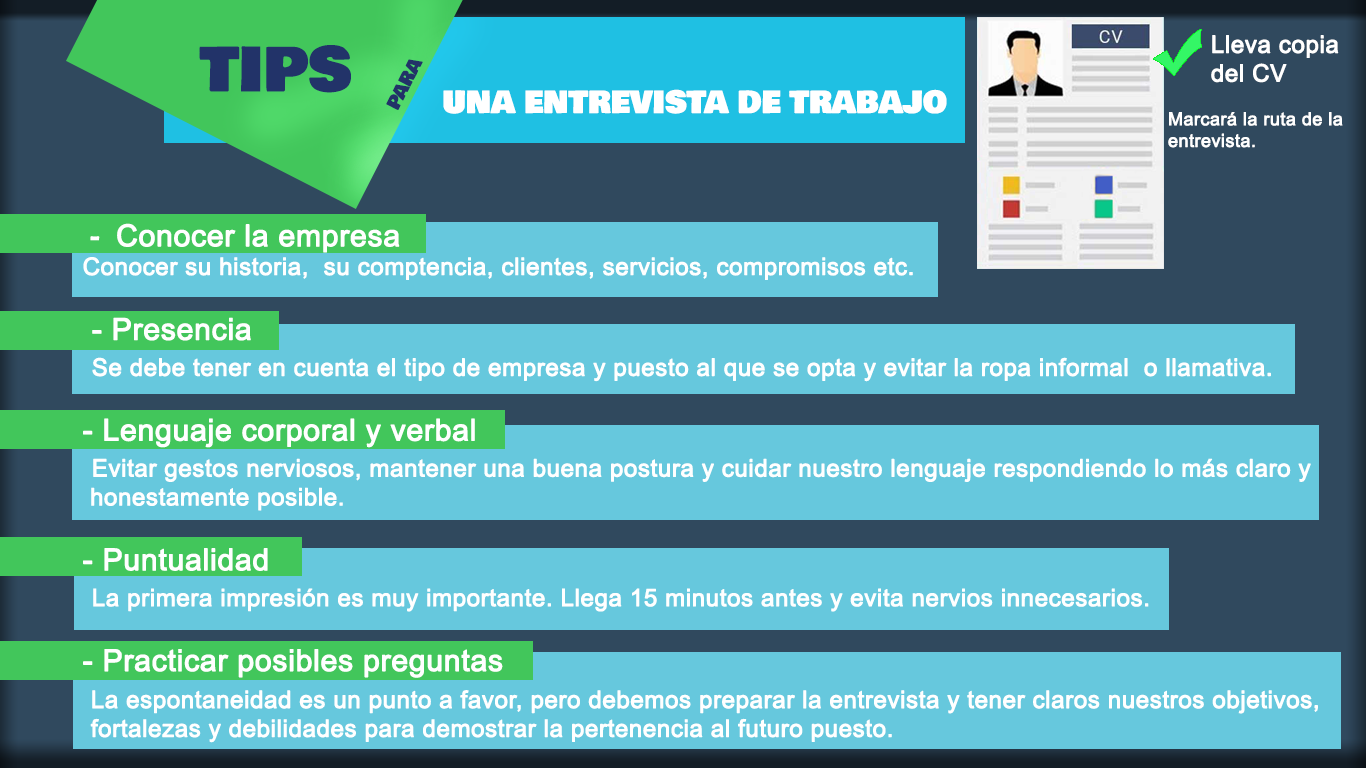 TIPS
PARA
UNA ENTREVISTA DE TRABAJO
CV
Lleva copia
del CV
Marcará la ruta de la
entrevista.
- Conocer la empresa
Conocer su historia, su comptencia, clientes, servicios, compromisos etc.
- Presencia
Se debe tener en cuenta el tipo de empresa y puesto al que se opta y evitar la ropa informal o llamativa.
- Lenguaje corporal y verbal
Evitar gestos nerviosos, mantener una buena postura y cuidar nuestro lenguaje respondiendo lo más claro y
honestamente posible.
- Puntualidad
La primera impresión es muy importante. Llega 15 minutos antes y evita nervios innecesarios.
- Practicar posibles preguntas
La espontaneidad es un punto a favor, pero debemos preparar la entrevista y tener claros nuestros objetivos,
fortalezas y debilidades para demostrar la pertenencia al futuro puesto.